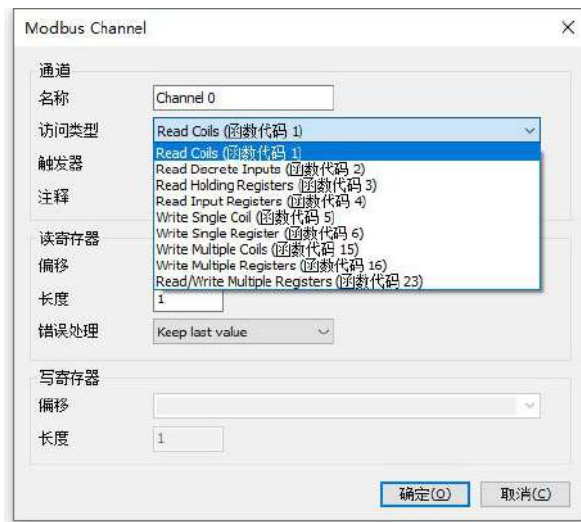 Modbus Channel
通道
名称 Channel 0
访问类型 Read Coils (函数代码 1)
Read Coils (函数代码 1)
触发器 Read Discrete Inputs (函数代码 2)
Read Holding Registers (函数代码 3)
注释 Read Input Registers (函数代码 4)
Write Single Coil (函数代码 5)
Write Single Register (函数代码 6)
读寄存器 Write Multiple Coils (函数代码 15)
偏移 Write Multiple Registers (函数代码 16)
Read/Write Multiple Regsters (函数代码 23)
长度 1
错误处理 Keep last value
写寄存器
偏移
长度 1
确定(O) 取消(C)